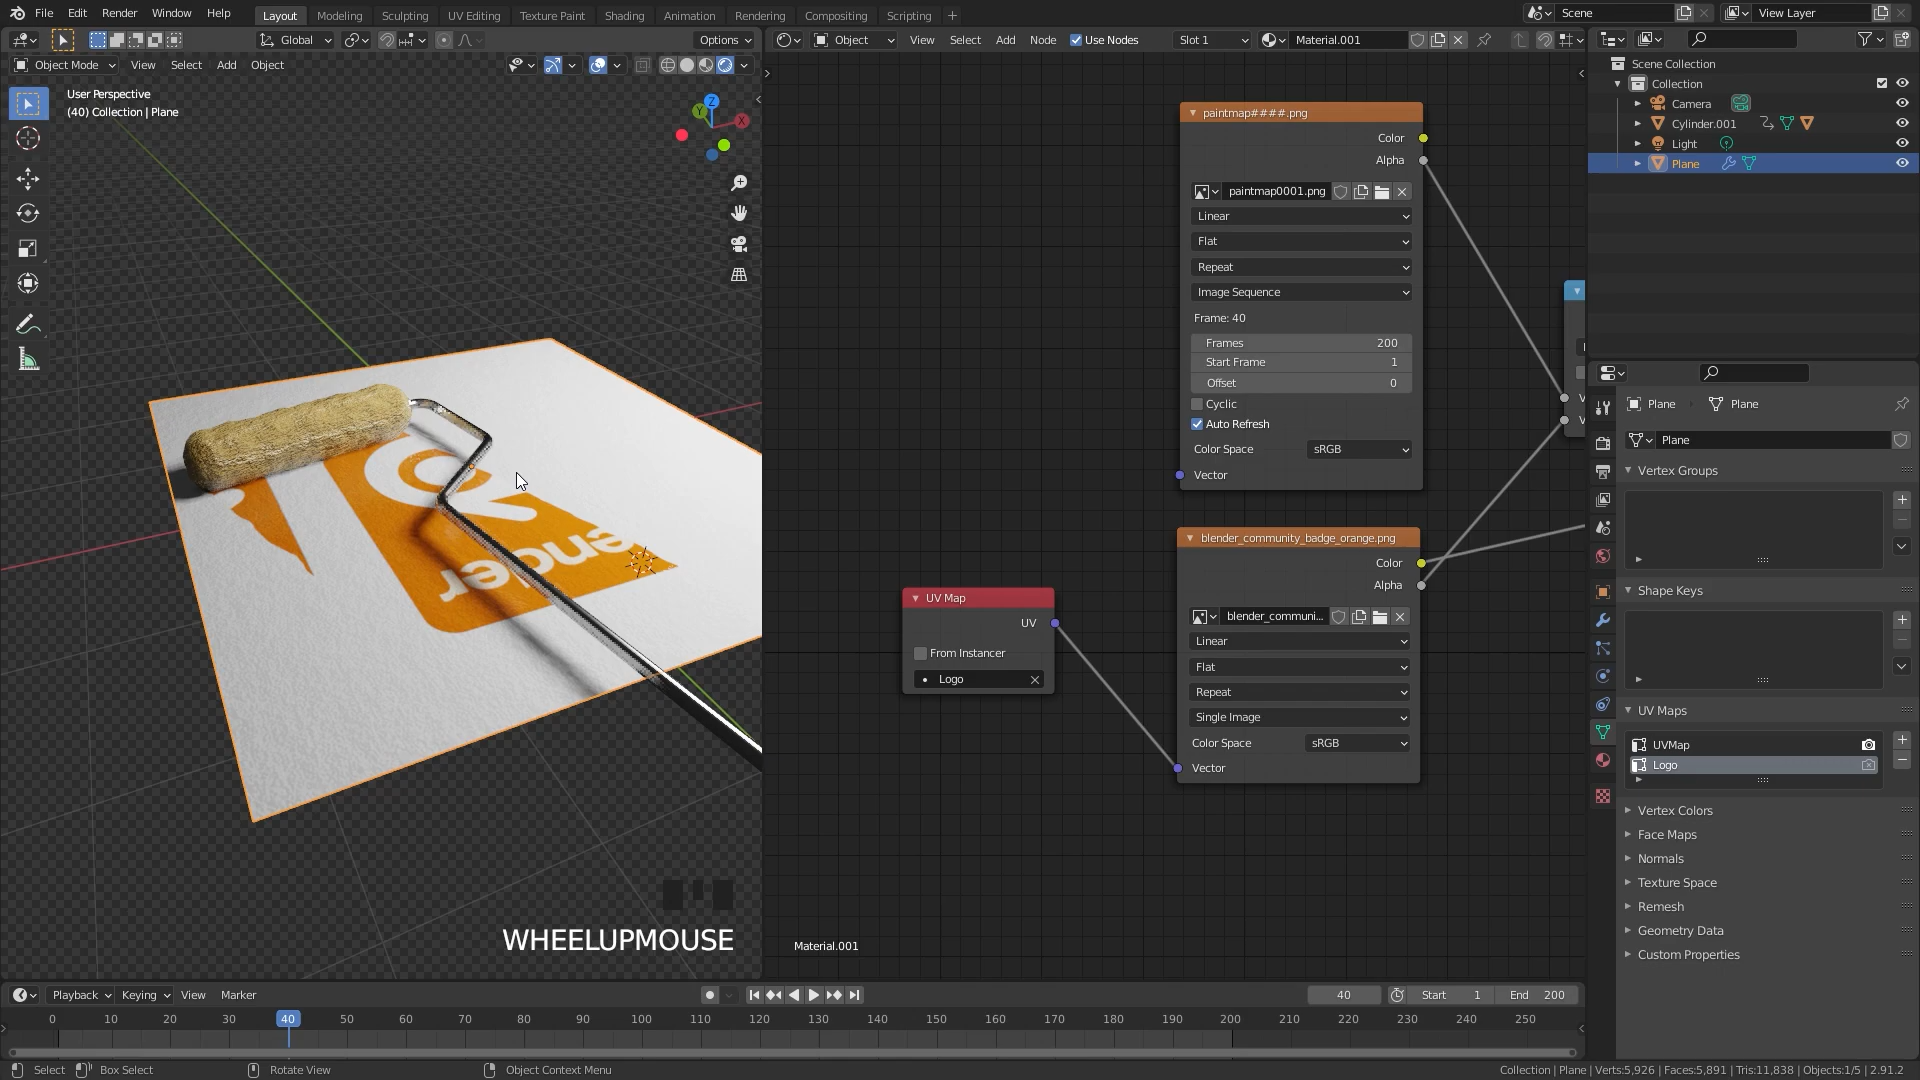 File Edit Render Window Help
Layout Modeling Sculpting UV Editing Texture Paint Shading Animation Rendering Compositing Scripting +
Scene
View Layer
Global
Options
Object
View Select Add Node Use Nodes
Slot 1
Material.001
Object Mode View Select Add Object
User Perspective
(40) Collection | Plane
Z
Y
X
ender
WHEELUPMOUSE
paintmap####.png
Color
Alpha
paintmap0001.png
Linear
Flat
Repeat
Image Sequence
Frame: 40
Frames 200
Start Frame 1
Offset 0
Cyclic
Auto Refresh
Color Space sRGB
Vector
blender_community_badge_orange.png
Color
Alpha
blender_communi...
Linear
Flat
Repeat
Single Image
Color Space sRGB
Vector
UV Map
UV
From Instancer
Logo
Material.001
Scene Collection
Collection
Camera
Cylinder.001
Light
Plane
Plane Plane
Plane
Vertex Groups
Shape Keys
UV Maps
UVMap
Logo
Vertex Colors
Face Maps
Normals
Texture Space
Remesh
Geometry Data
Custom Properties
Playback Keying View Marker
40 Start 1 End 200
0 10 20 30 40 50 60 70 80 90 100 110 120 130 140 150 160 170 180 190 200 210 220 230 240 250
Select Box Select Rotate View Object Context Menu
Collection | Plane | Verts:5,926 | Faces:5,891 | Tris:11,838 | Objects:1/5 | 2.91.2